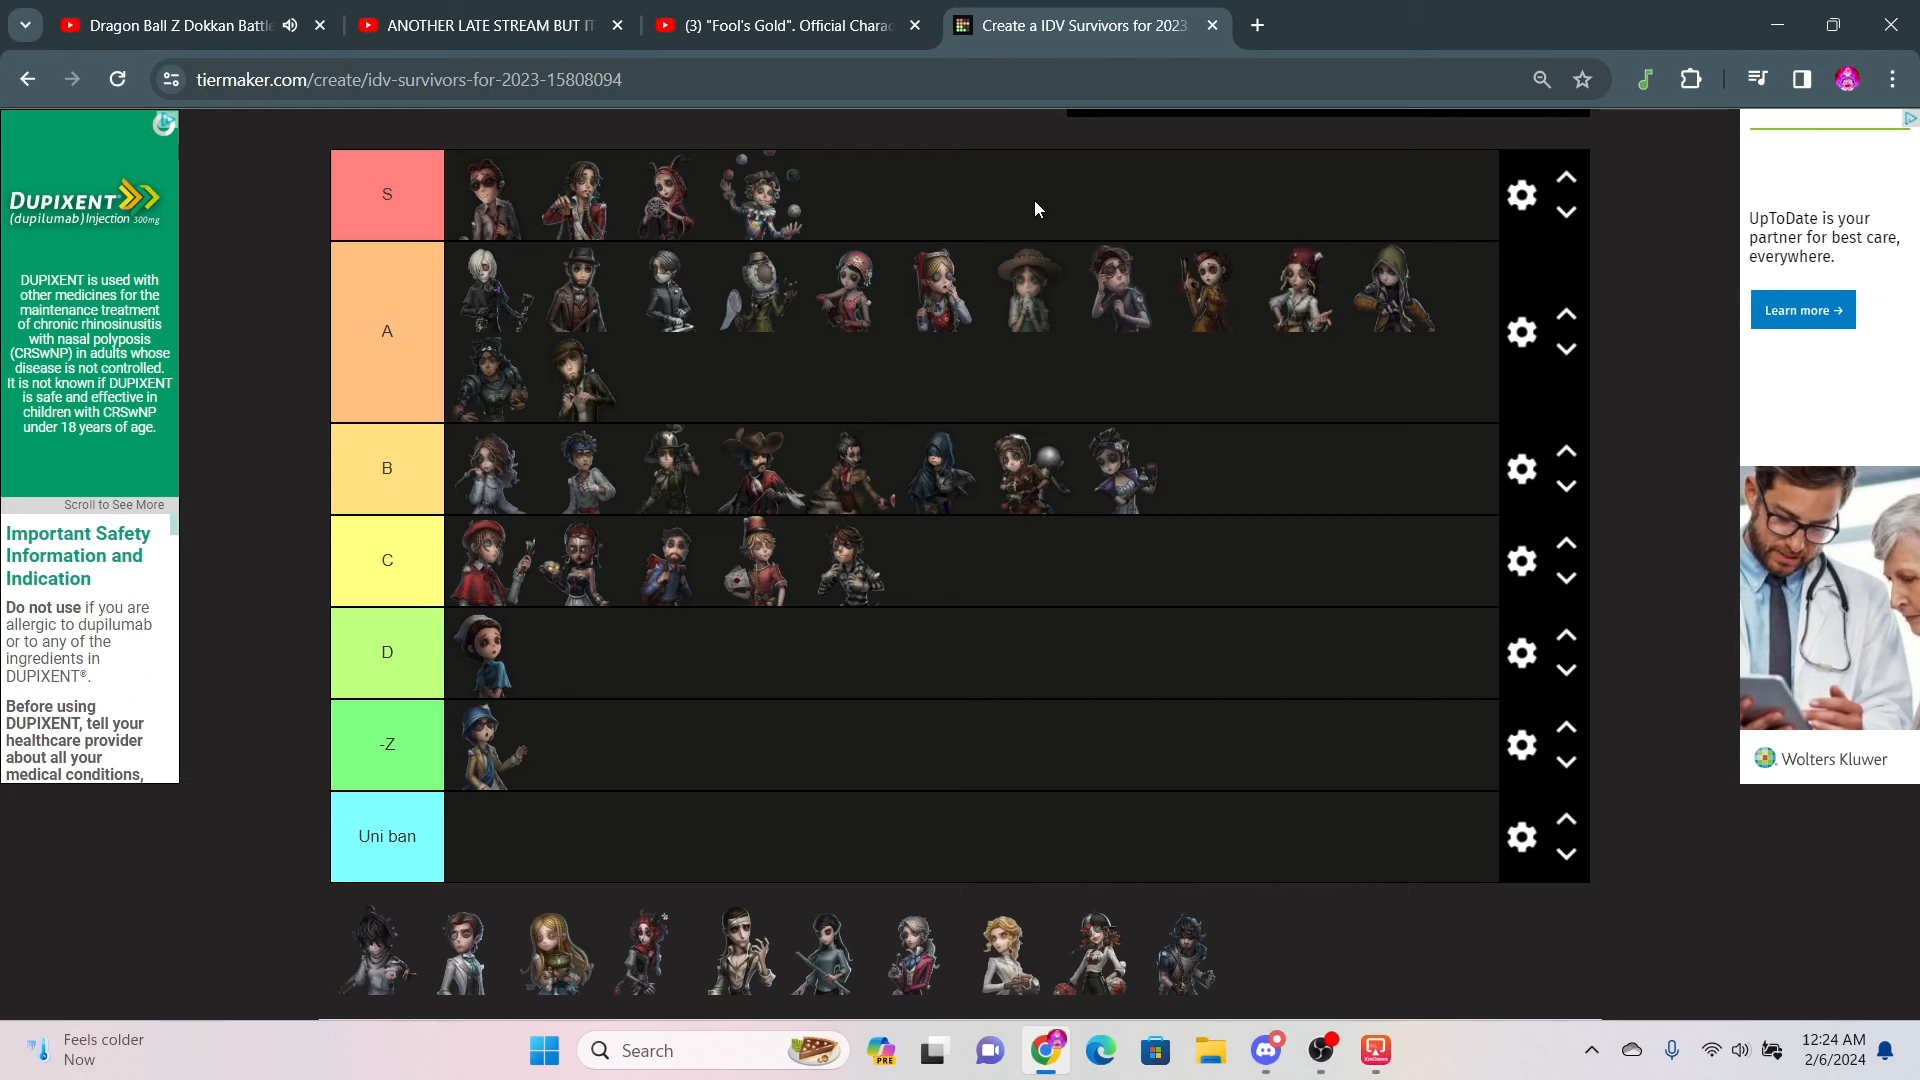 Dragon Ball Z Dokkan Battle
ANOTHER LATE STREAM BUT IT
(3) "Fool's Gold". Official Charac
Create a IDV Survivors for 2023
tiermaker.com/create/idv-survivors-for-2023-15808094
DUPIXENT
(dupilumab) Injection 300mg
DUPIXENT is used with
other medicines for the
maintenance treatment
of chronic rhinosinusitis
with nasal polyposis
(CRSwNP) in adults whose
disease is not controlled.
It is not known if DUPIXENT
is safe and effective in
children with CRSwNP
under 18 years of age.
Scroll to See More
Important Safety
Information and
Indication
Do not use if you are
allergic to dupilumab
or to any of the
ingredients in
DUPIXENT®.
Before using
DUPIXENT, tell your
healthcare provider
about all your
medical conditions,
S
A
B
C
D
-Z
Uni ban
UpToDate is your
partner for best care,
everywhere.
Learn more →
Wolters Kluwer
Feels colder
Now
Search
PRE
12:24 AM
2/6/2024